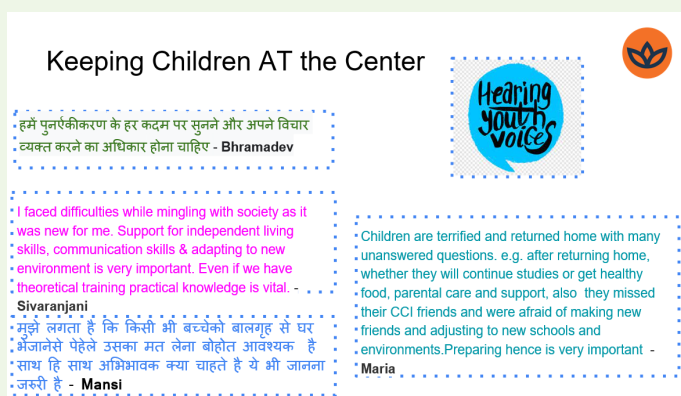 Keeping Children AT the Center
Hearing
youth
voices
हमें पुनर्एकीकरण के हर कदम पर सुनने और अपने विचार
व्यक्त करने का अधिकार होना चाहिए - Bhramadev
I faced difficulties while mingling with society as it
was new for me. Support for independent living
skills, communication skills & adapting to new
environment is very important. Even if we have
theoretical training practical knowledge is vital. -
Sivaranjani
मुझे लगता है कि किसी भी बच्चेको बालगृह से घर
भेजानेसे पेहेले उसका मत लेना बोहोत आवश्यक है
साथ हि साथ अभिभावक क्या चाहते है ये भी जानना
जरुरी है - Mansi
Children are terrified and returned home with many
unanswered questions. e.g. after returning home,
whether they will continue studies or get healthy
food, parental care and support, also they missed
their CCI friends and were afraid of making new
friends and adjusting to new schools and
environments.Preparing hence is very important -
Maria